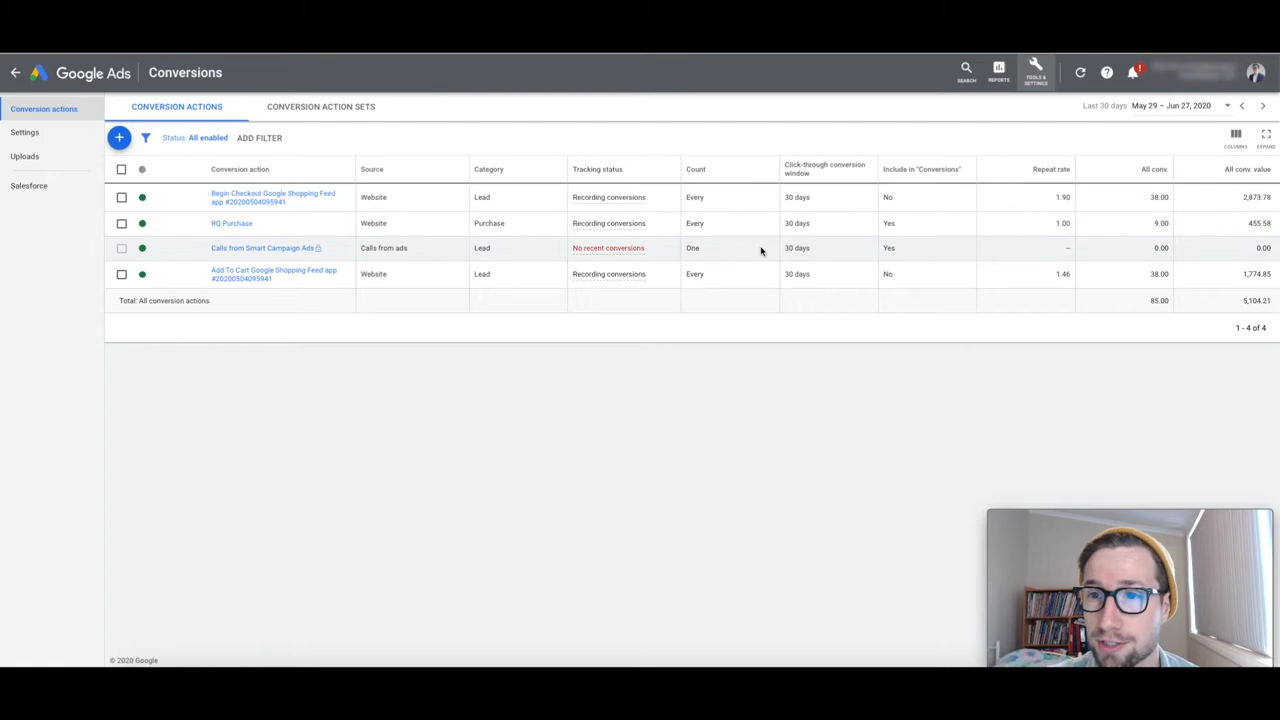 Google Ads
Conversions
SEARCH
REPORTS
TOOLS &
SETTINGS
!
Conversion actions
Settings
Uploads
Salesforce
CONVERSION ACTIONS
CONVERSION ACTION SETS
Last 30 days
May 29 – Jun 27, 2020
Status: All enabled
ADD FILTER
COLUMNS
EXPAND
Conversion action
Source
Category
Tracking status
Count
Click-through conversion
window
Include in "Conversions"
Repeat rate
All conv.
All conv. value
Begin Checkout Google Shopping Feed
app #20200504095941
Website
Lead
Recording conversions
Every
30 days
No
1.90
38.00
2,873.78
RQ Purchase
Website
Purchase
Recording conversions
Every
30 days
Yes
1.00
9.00
455.58
Calls from Smart Campaign Ads
Calls from ads
Lead
No recent conversions
One
30 days
Yes
–
0.00
0.00
Add To Cart Google Shopping Feed app
#20200504095941
Website
Lead
Recording conversions
Every
30 days
No
1.46
38.00
1,774.85
Total: All conversion actions
85.00
5,104.21
1 - 4 of 4
© 2020 Google